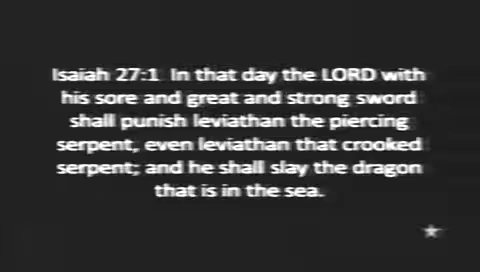 Isaiah 27:1 In that day the LORD with
his sore and great and strong sword
shall punish leviathan the piercing
serpent, even leviathan that crooked
serpent; and he shall slay the dragon
that is in the sea.